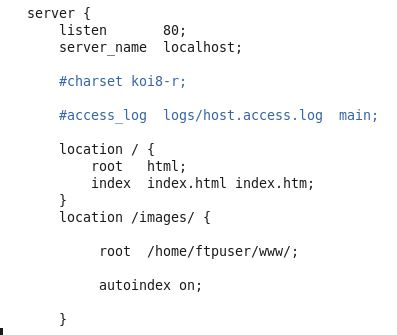 server {
listen 80;
server_name localhost;
#charset koi8-r;
#access_log logs/host.access.log main;
location / {
root html;
index index.html index.htm;
}
location /images/ {
root /home/ftpuser/www/;
autoindex on;
}